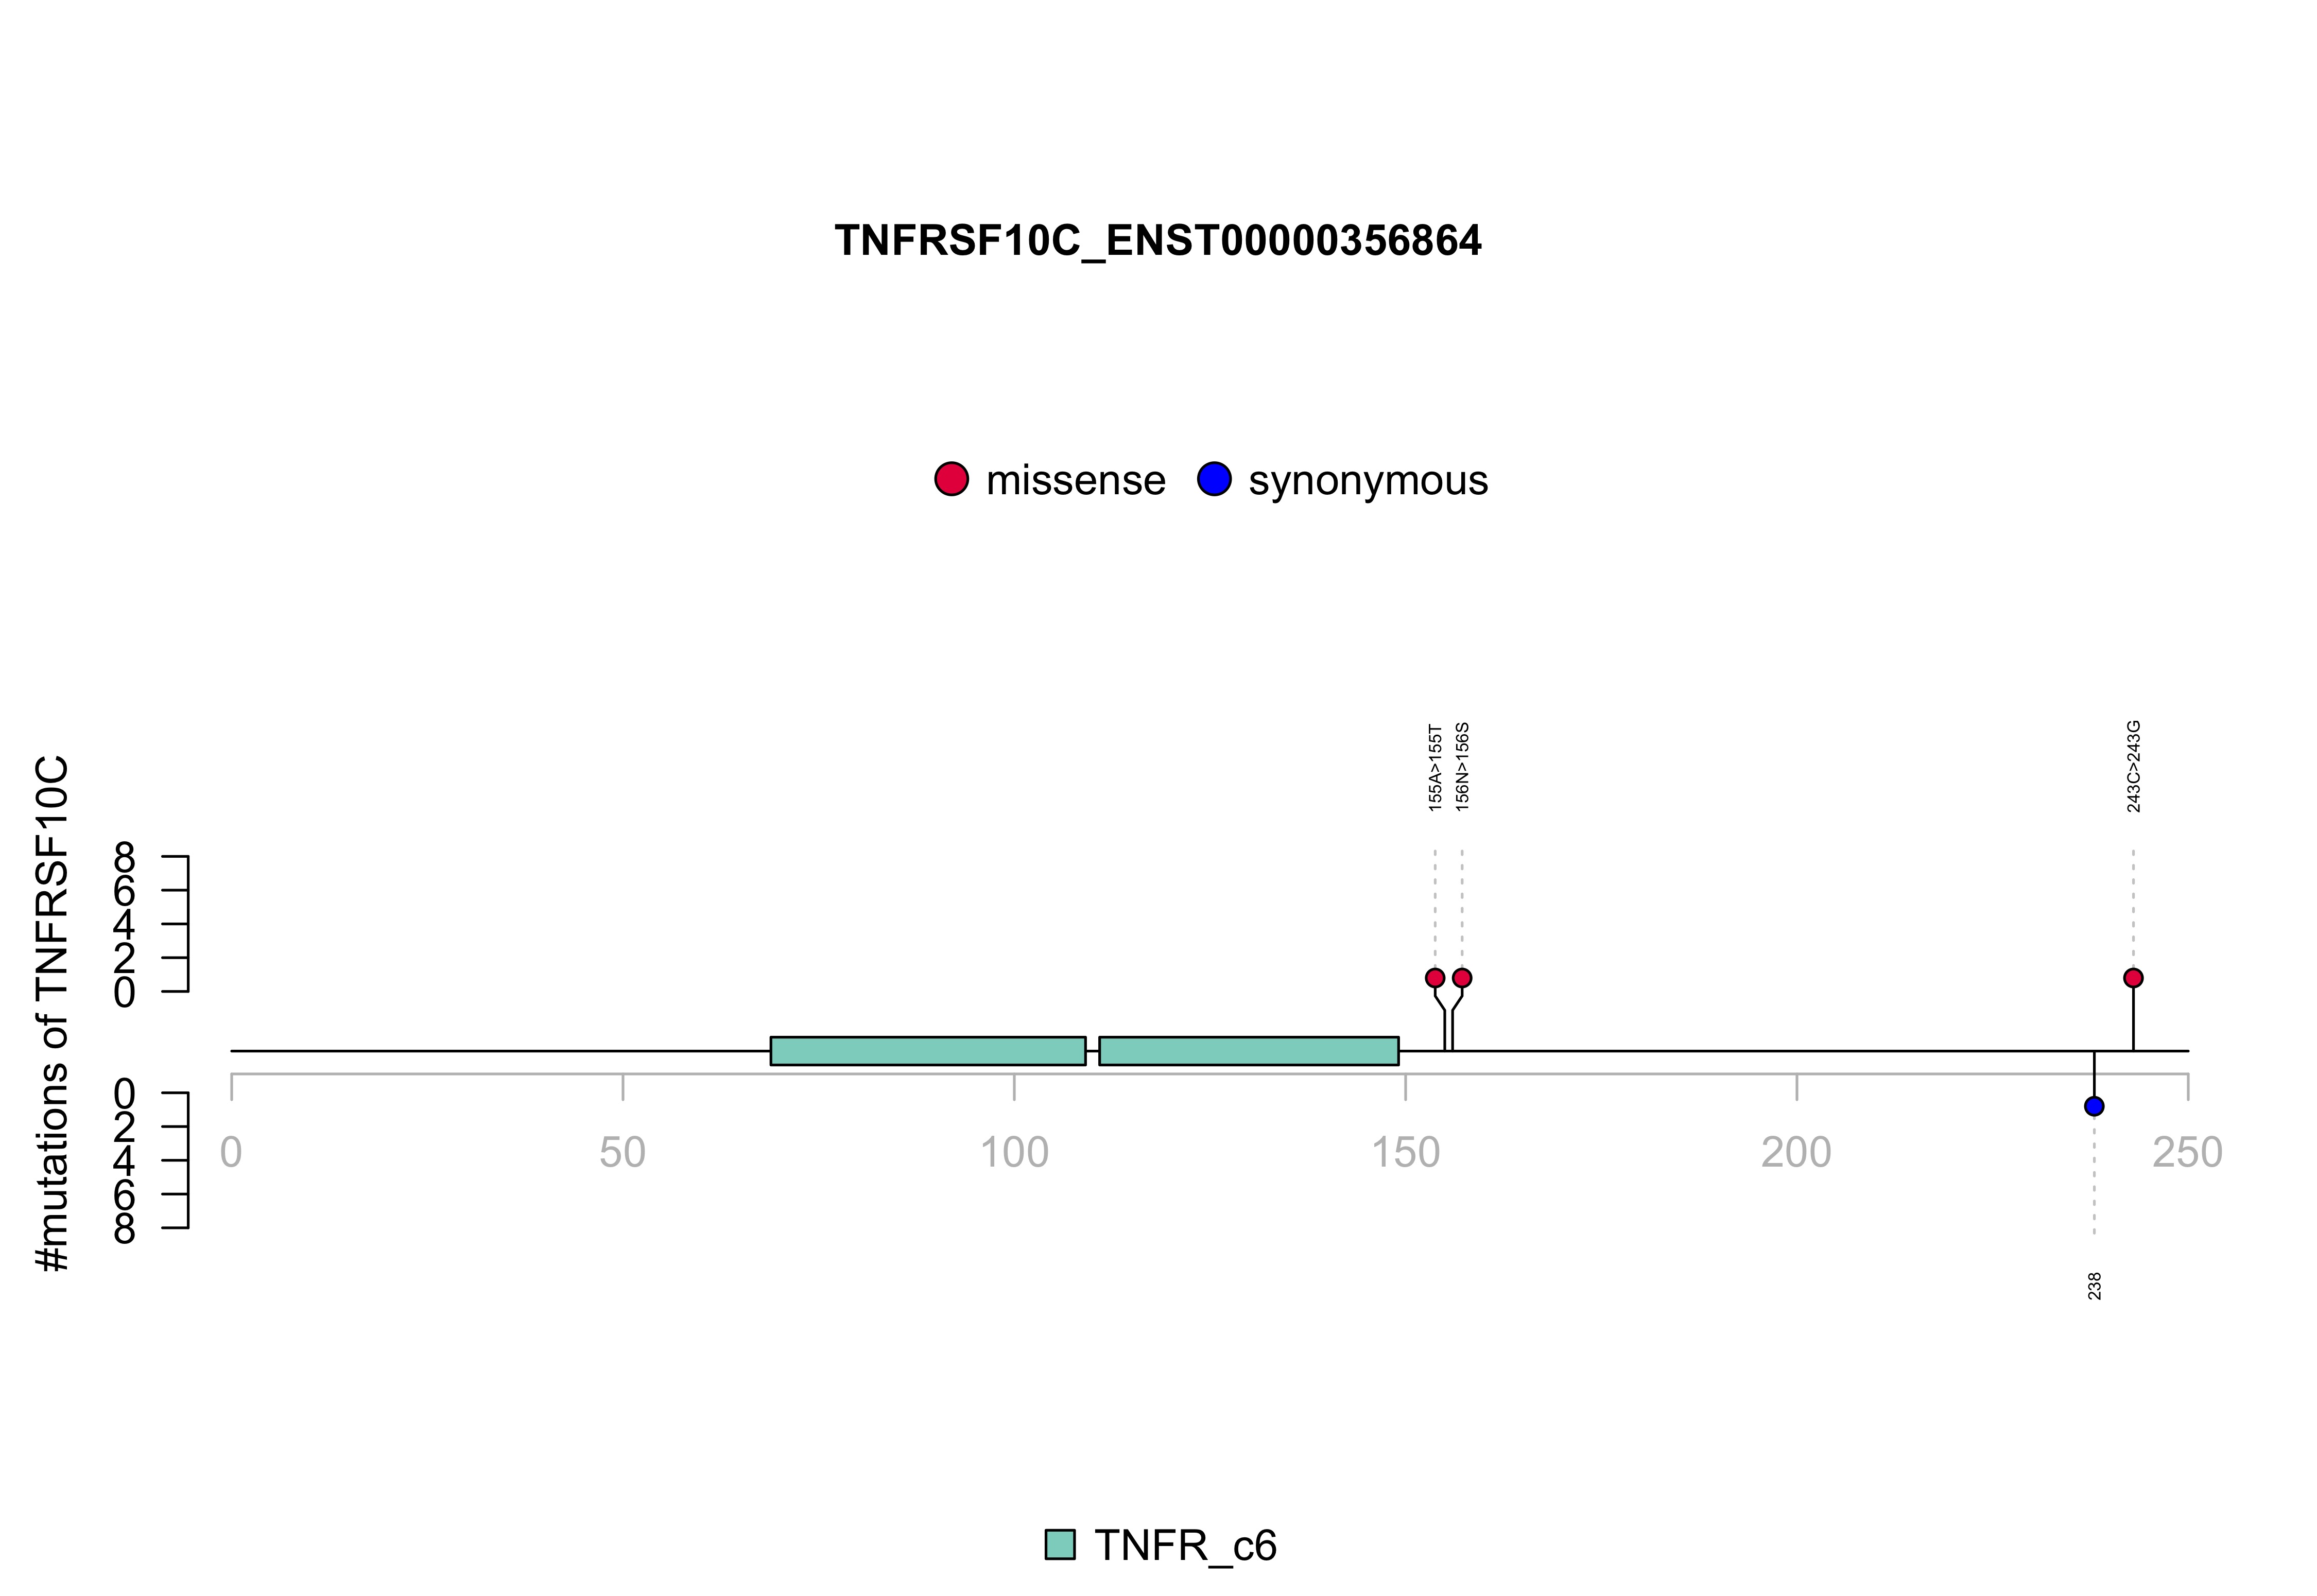 TNFRSF10C_ENST00000356864
missense
synonymous
155A>155T
156N>156S
243C>243G
#mutations of TNFRSF10C
8
6
4
2
0
0
2
4
6
8
0
50
100
150
200
250
238
TNFR_c6